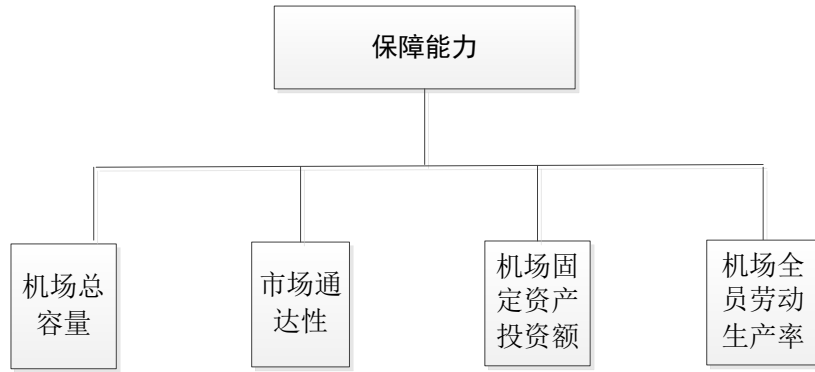 保障能力
机场总
容量
市场通
达性
机场固
定资产
投资额
机场全
员劳动
生产率